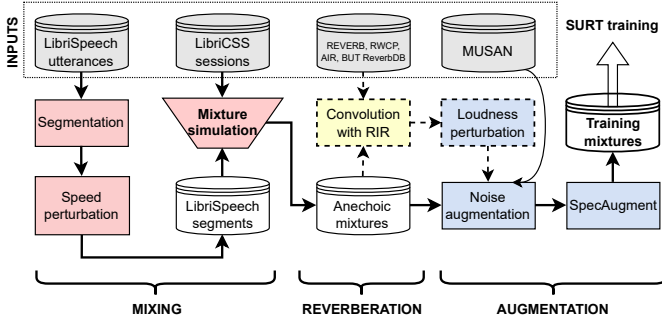 INPUTS
LibriSpeech
utterances
LibriCSS
sessions
REVERB, RWCP,
AIR, BUT ReverbDB
MUSAN
SURT training
Segmentation
Mixture
simulation
Convolution
with RIR
Loudness
perturbation
Training
mixtures
Speed
perturbation
LibriSpeech
segments
Anechoic
mixtures
Noise
augmentation
SpecAugment
MIXING
REVERBERATION
AUGMENTATION